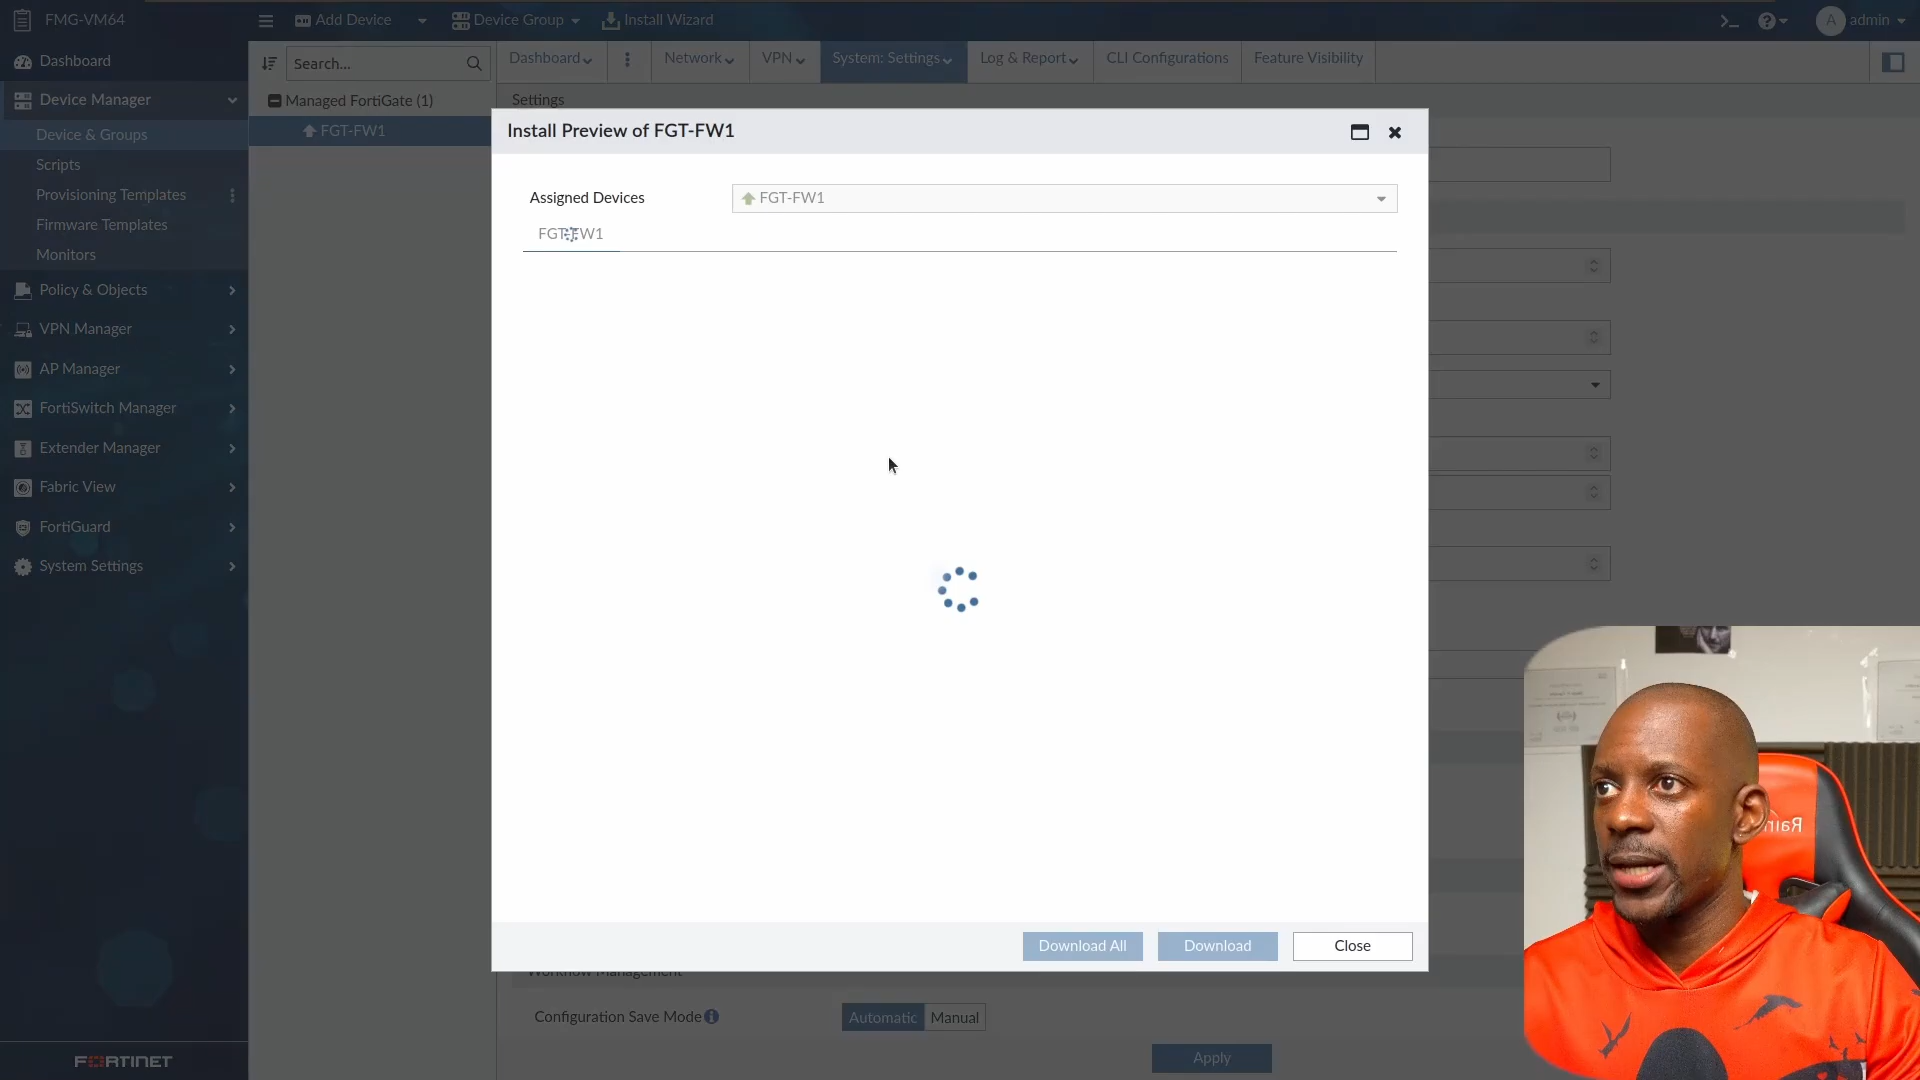 FMG-VM64
Add Device
Device Group
Install Wizard
admin
A
Dashboard
Device Manager
Device & Groups
Scripts
Provisioning Templates
Firmware Templates
Monitors
Policy & Objects
VPN Manager
AP Manager
FortiSwitch Manager
Extender Manager
Fabric View
FortiGuard
System Settings
FORTINET
Search...
Managed FortiGate (1)
FGT-FW1
Dashboard
Network
VPN
System: Settings
Log & Report
CLI Configurations
Feature Visibility
Settings
Install Preview of FGT-FW1
Assigned Devices
FGT-FW1
FGT-FW1
Download All
Download
Close
Workflow Management
Configuration Save Mode
Automatic
Manual
Apply